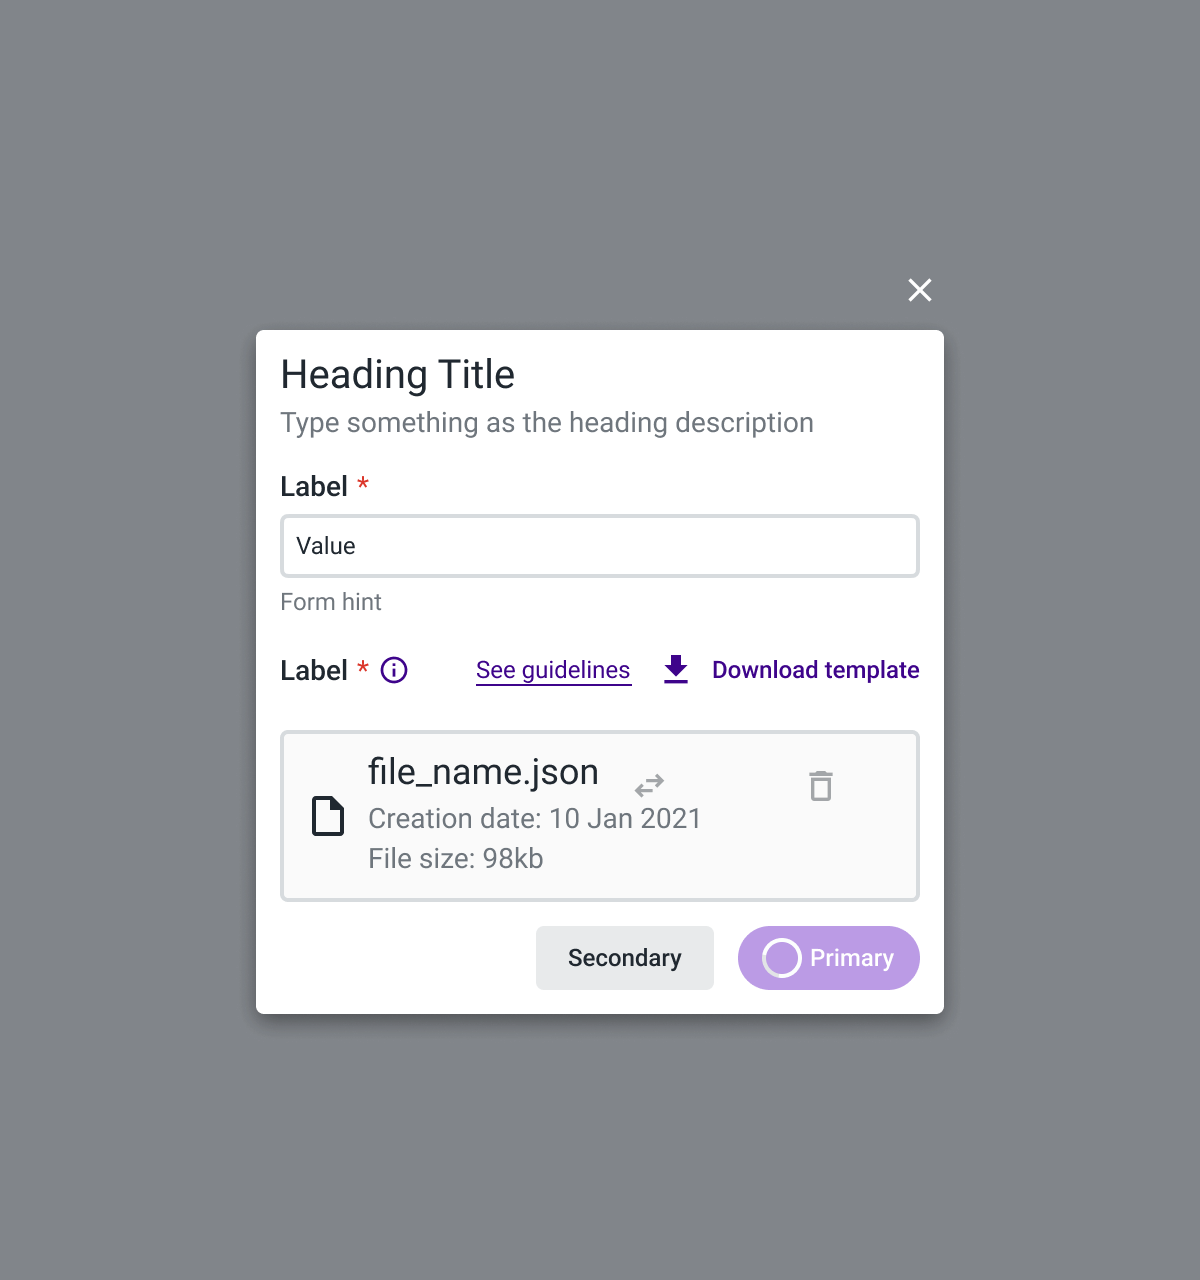 Heading Title
Type something as the heading description
Label *
Value
Form hint
Label * See guidelines Download template
file_name.json
Creation date: 10 Jan 2021
File size: 98kb
Secondary Primary